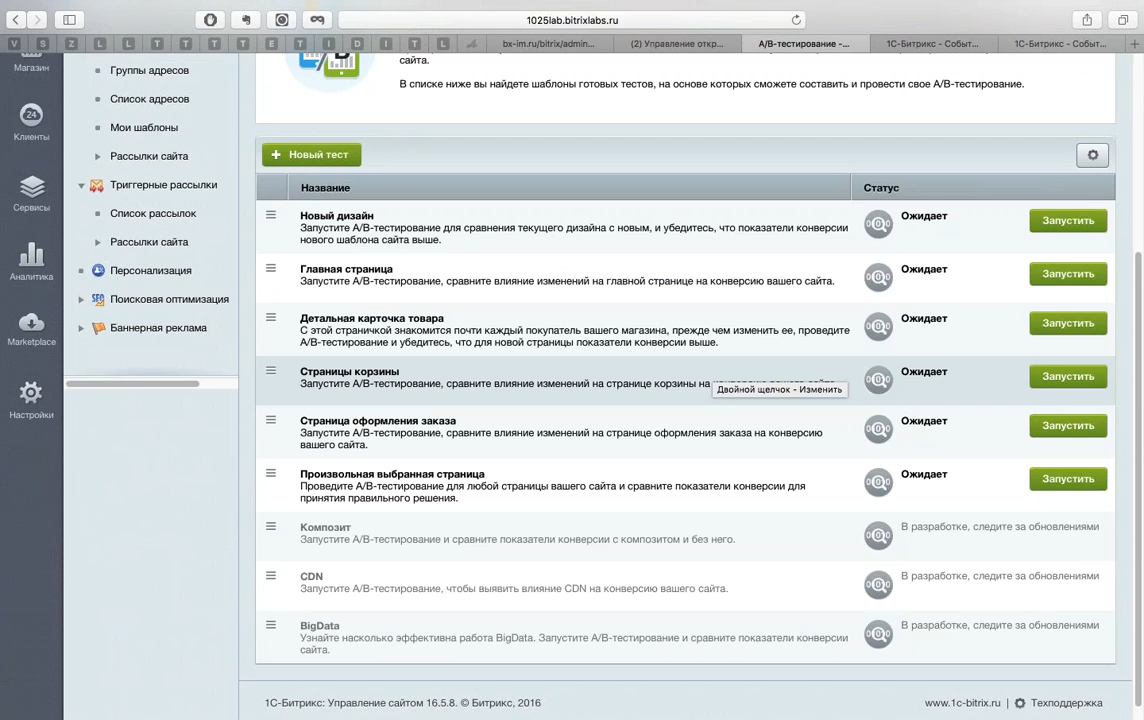 1025lab.bitrixlabs.ru
V S Z L L T T T T E T I D I T L bx-im.ru/bitrix/admin... (2) Управление откр... A/B-тестирование -... 1С-Битрикс - Событ... 1С-Битрикс - Событ...
Магазин
24
Клиенты
Сервисы
Аналитика
Marketplace
Настройки
Группы адресов
Список адресов
Мои шаблоны
Рассылки сайта
Триггерные рассылки
Список рассылок
Рассылки сайта
Персонализация
SEO Поисковая оптимизация
Баннерная реклама
сайта.
В списке ниже вы найдете шаблоны готовых тестов, на основе которых сможете составить и провести свое A/B-тестирование.
+ Новый тест
Название Статус
Новый дизайн
Запустите A/B-тестирование для сравнения текущего дизайна с новым, и убедитесь, что показатели конверсии
нового шаблона сайта выше.
Ожидает Запустить
Главная страница
Запустите A/B-тестирование, сравните влияние изменений на главной странице на конверсию вашего сайта.
Ожидает Запустить
Детальная карточка товара
С этой страничкой знакомится почти каждый покупатель вашего магазина, прежде чем изменить ее, проведите
A/B-тестирование и убедитесь, что для новой страницы показатели конверсии выше.
Ожидает Запустить
Страницы корзины
Запустите A/B-тестирование, сравните влияние изменений на странице корзины на
Двойной щелчок - Изменить
Ожидает Запустить
Страница оформления заказа
Запустите A/B-тестирование, сравните влияние изменений на странице оформления заказа на конверсию
вашего сайта.
Ожидает Запустить
Произвольная выбранная страница
Проведите A/B-тестирование для любой страницы вашего сайта и сравните показатели конверсии для
принятия правильного решения.
Ожидает Запустить
Композит
Запустите A/B-тестирование и сравните показатели конверсии с композитом и без него.
В разработке, следите за обновлениями
CDN
Запустите A/B-тестирование, чтобы выявить влияние CDN на конверсию вашего сайта.
В разработке, следите за обновлениями
BigData
Узнайте насколько эффективна работа BigData. Запустите A/B-тестирование и сравните показатели конверсии
сайта.
В разработке, следите за обновлениями
1С-Битрикс: Управление сайтом 16.5.8. © Битрикс, 2016 www.1c-bitrix.ru | Техподдержка